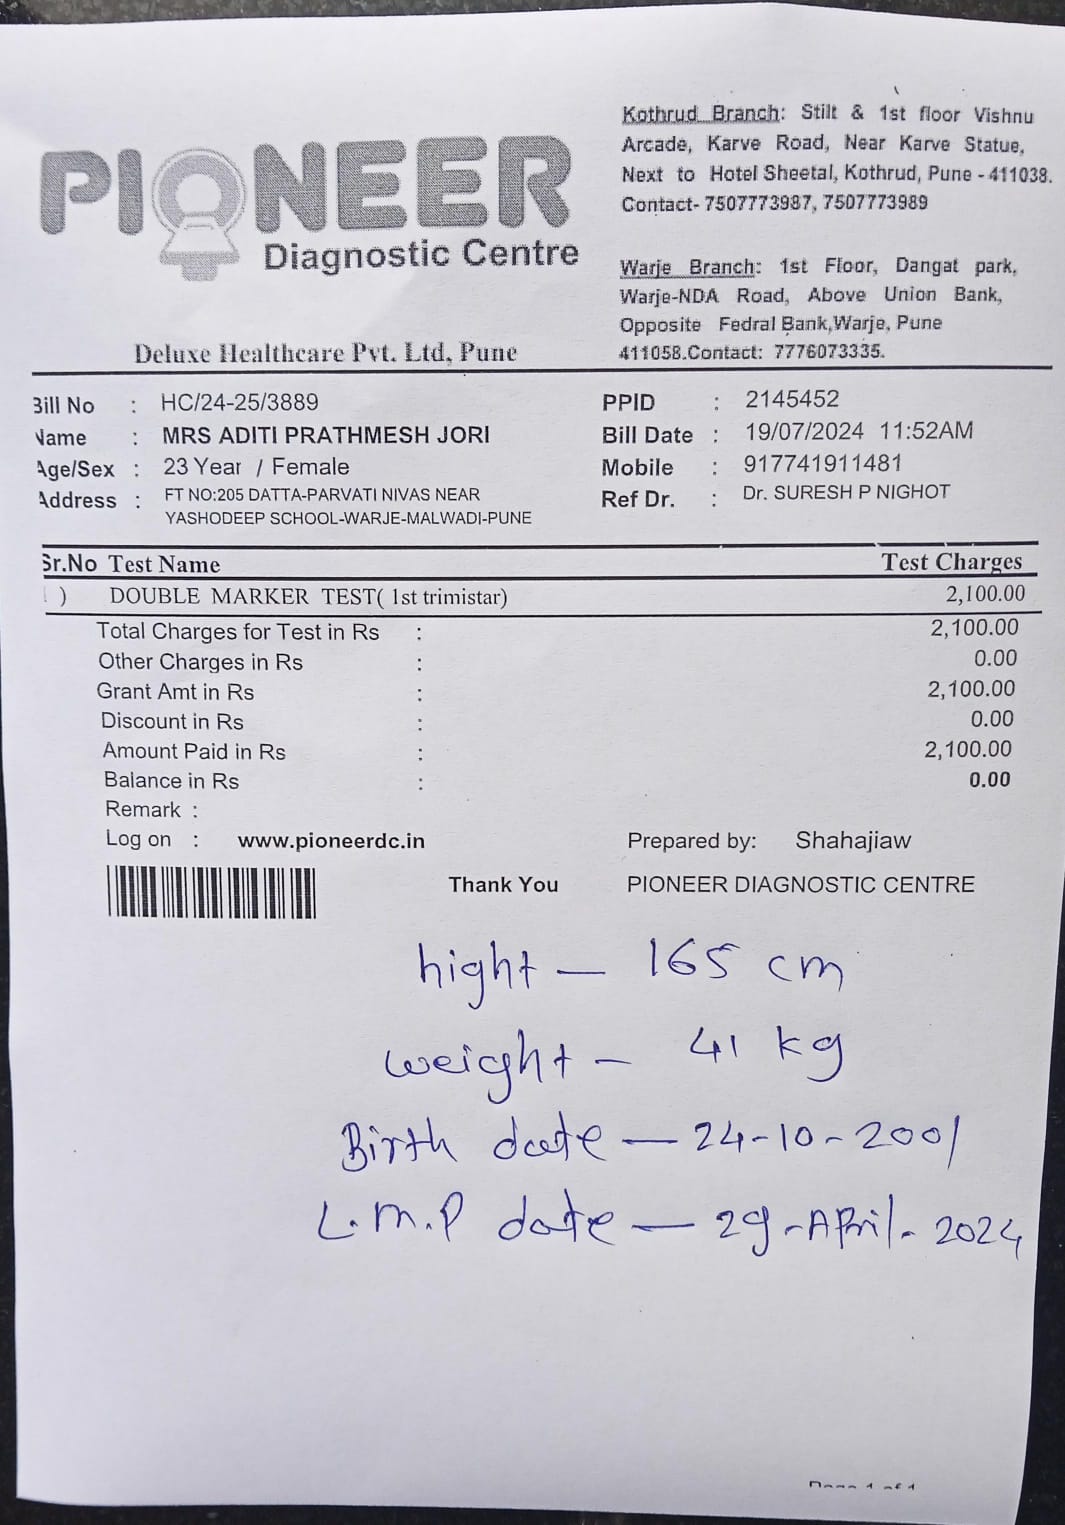 PIONEER
Diagnostic Centre
Deluxe Healthcare Pvt. Ltd, Pune
Kothrud Branch: Stilt & 1st floor Vishnu
Arcade, Karve Road, Near Karve Statue,
Next to Hotel Sheetal, Kothrud, Pune - 411038.
Contact- 7507773987, 7507773989
Warje Branch: 1st Floor, Dangat park,
Warje-NDA Road, Above Union Bank,
Opposite Fedral Bank,Warje, Pune
411058.Contact: 7776073335.
Bill No : HC/24-25/3889 PPID : 2145452
Name : MRS ADITI PRATHMESH JORI Bill Date : 19/07/2024 11:52AM
Age/Sex : 23 Year / Female Mobile : 917741911481
Address : FT NO:205 DATTA-PARVATI NIVAS NEAR Ref Dr. : Dr. SURESH P NIGHOT
YASHODEEP SCHOOL-WARJE-MALWADI-PUNE
Sr.No Test Name Test Charges
) DOUBLE MARKER TEST( 1st trimistar) 2,100.00
Total Charges for Test in Rs : 2,100.00
Other Charges in Rs : 0.00
Grant Amt in Rs : 2,100.00
Discount in Rs : 0.00
Amount Paid in Rs : 2,100.00
Balance in Rs : 0.00
Remark :
Log on : www.pioneerdc.in Prepared by: Shahajiaw
Thank You PIONEER DIAGNOSTIC CENTRE
hight — 165 cm
weight – 41 kg
Birth date — 24-10-2001
L.M.P date — 29-APril-2024
Page 1 of 1